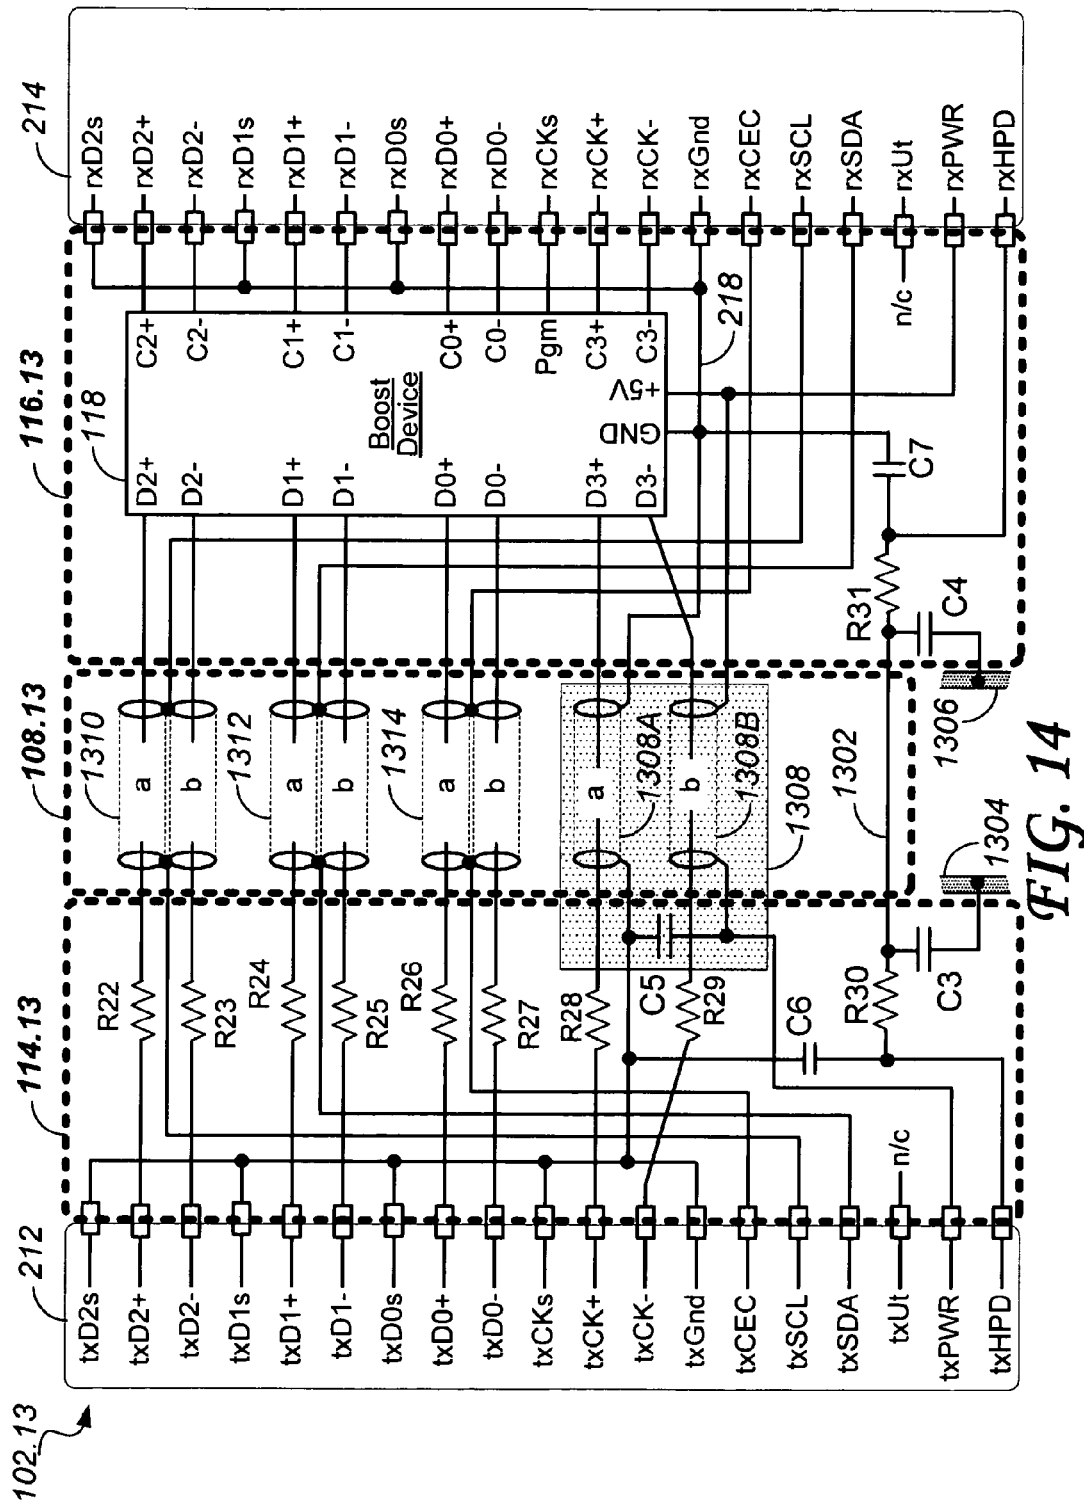 102.13
212
114.13
108.13
116.13
214
txD2s
txD2+
txD2-
txD1s
txD1+
txD1-
txD0s
txD0+
txD0-
txCKs
txCK+
txCK-
txGnd
txCEC
txSCL
txSDA
txUt
txPWR
txHPD
n/c
R22
R23
R24
R25
R26
R27
R28
R29
C5
C6
R30
C3
1310
a
b
1312
a
b
1314
a
b
a
1308A
b
1308B
1308
1302
1304
1306
118
D2+
D2-
D1+
D1-
D0+
D0-
D3+
D3-
Boost
Device
GND
+5V
C2+
C2-
C1+
C1-
C0+
C0-
Pgm
C3+
C3-
218
R31
C4
C7
n/c
rxD2s
rxD2+
rxD2-
rxD1s
rxD1+
rxD1-
rxD0s
rxD0+
rxD0-
rxCKs
rxCK+
rxCK-
rxGnd
rxCEC
rxSCL
rxSDA
rxUt
rxPWR
rxHPD
FIG. 14